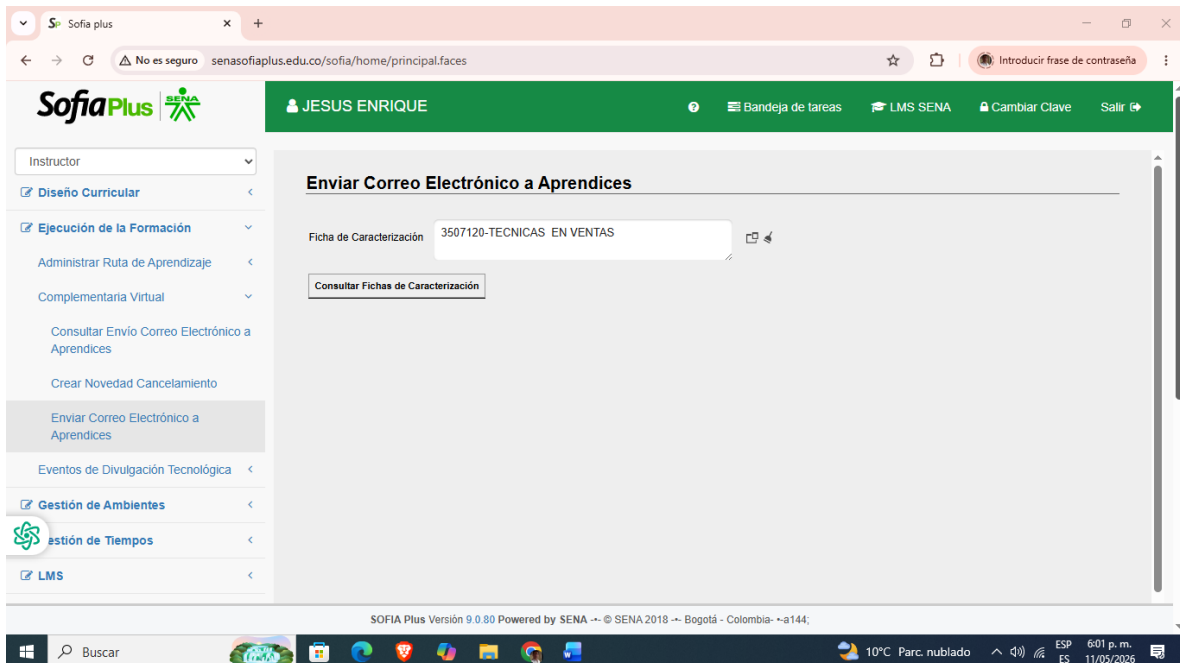 Sofia plus
No es seguro senasofiaplus.edu.co/sofia/home/principal.faces
Introducir frase de contraseña
SofiaPlus SENA
JESUS ENRIQUE
Bandeja de tareas
LMS SENA
Cambiar Clave
Salir
Instructor
Diseño Curricular
Ejecución de la Formación
Administrar Ruta de Aprendizaje
Complementaria Virtual
Consultar Envío Correo Electrónico a
Aprendices
Crear Novedad Cancelamiento
Enviar Correo Electrónico a
Aprendices
Eventos de Divulgación Tecnológica
Gestión de Ambientes
estión de Tiempos
LMS
Enviar Correo Electrónico a Aprendices
Ficha de Caracterización
3507120-TECNICAS EN VENTAS
Consultar Fichas de Caracterización
SOFIA Plus Versión 9.0.80 Powered by SENA -•- © SENA 2018 -•- Bogotá - Colombia- •-a144;
Buscar
10°C Parc. nublado
ESP
ES
6:01 p. m.
11/05/2026